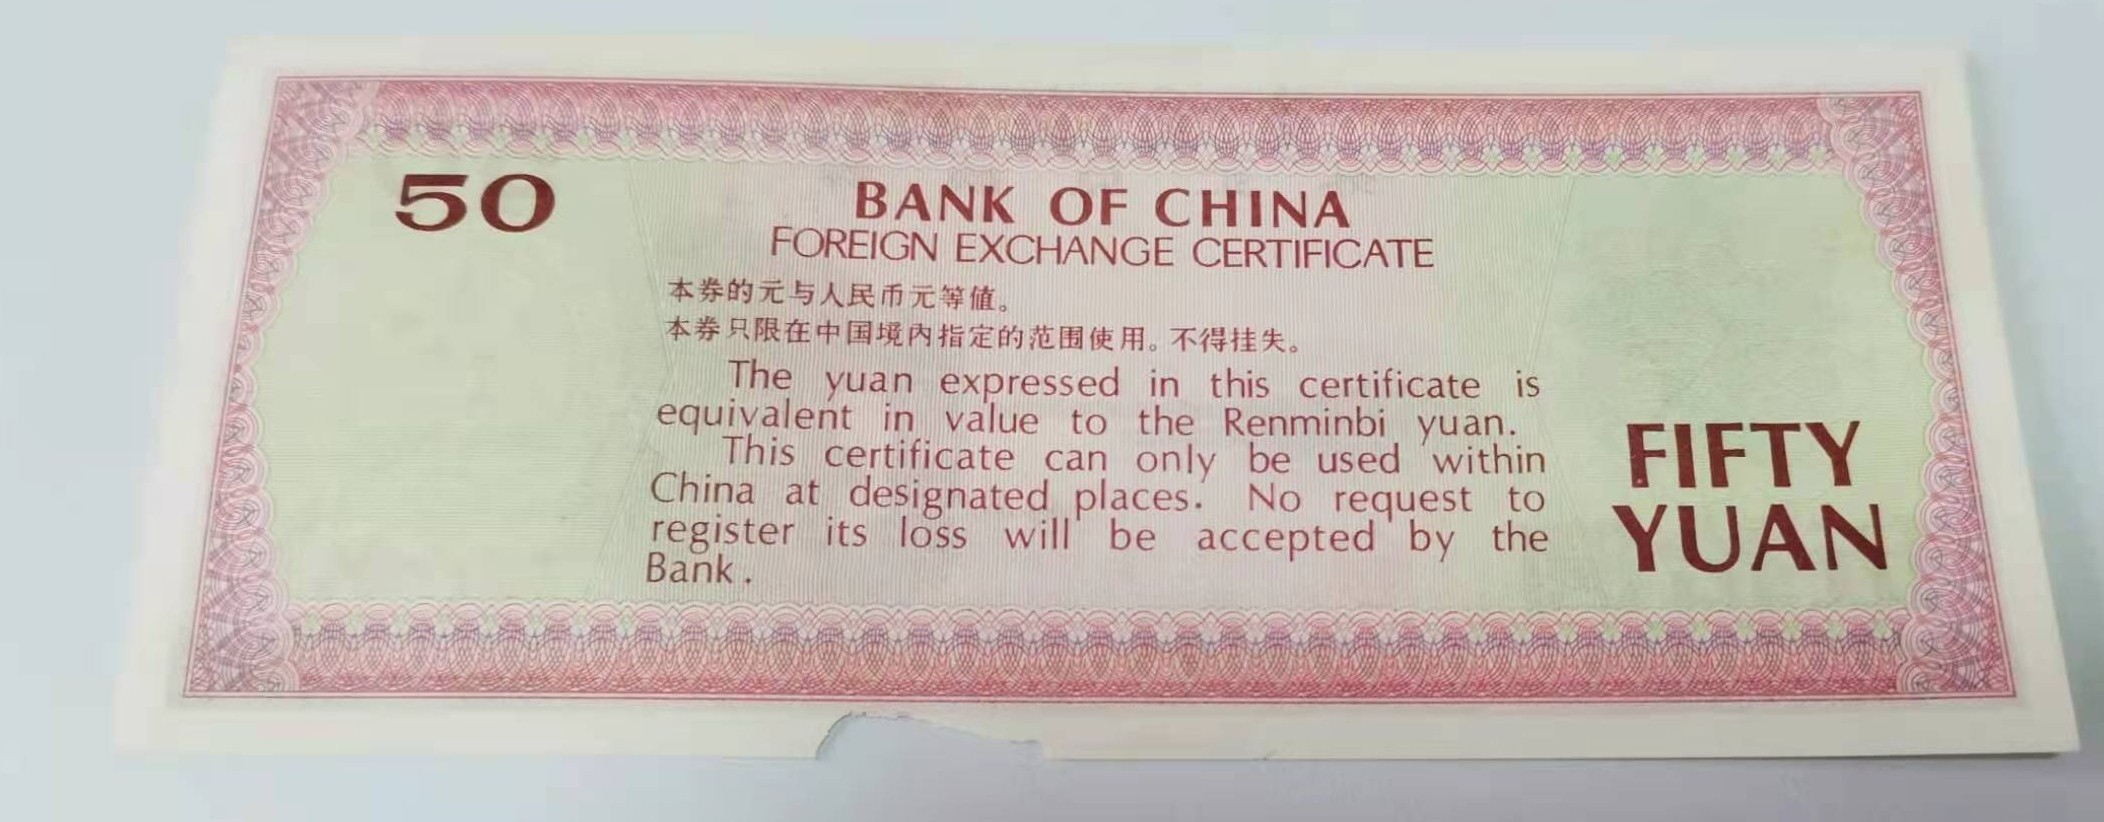 50
BANK OF CHINA
FOREIGN EXCHANGE CERTIFICATE
本券的元与人民币元等值。
本券只限在中国境内指定的范围使用。不得挂失。
The yuan expressed in this certificate is
equivalent in value to the Renminbi yuan.
This certificate can only be used within
China at designated places. No request to
register its loss will be accepted by the
Bank.
FIFTY
YUAN